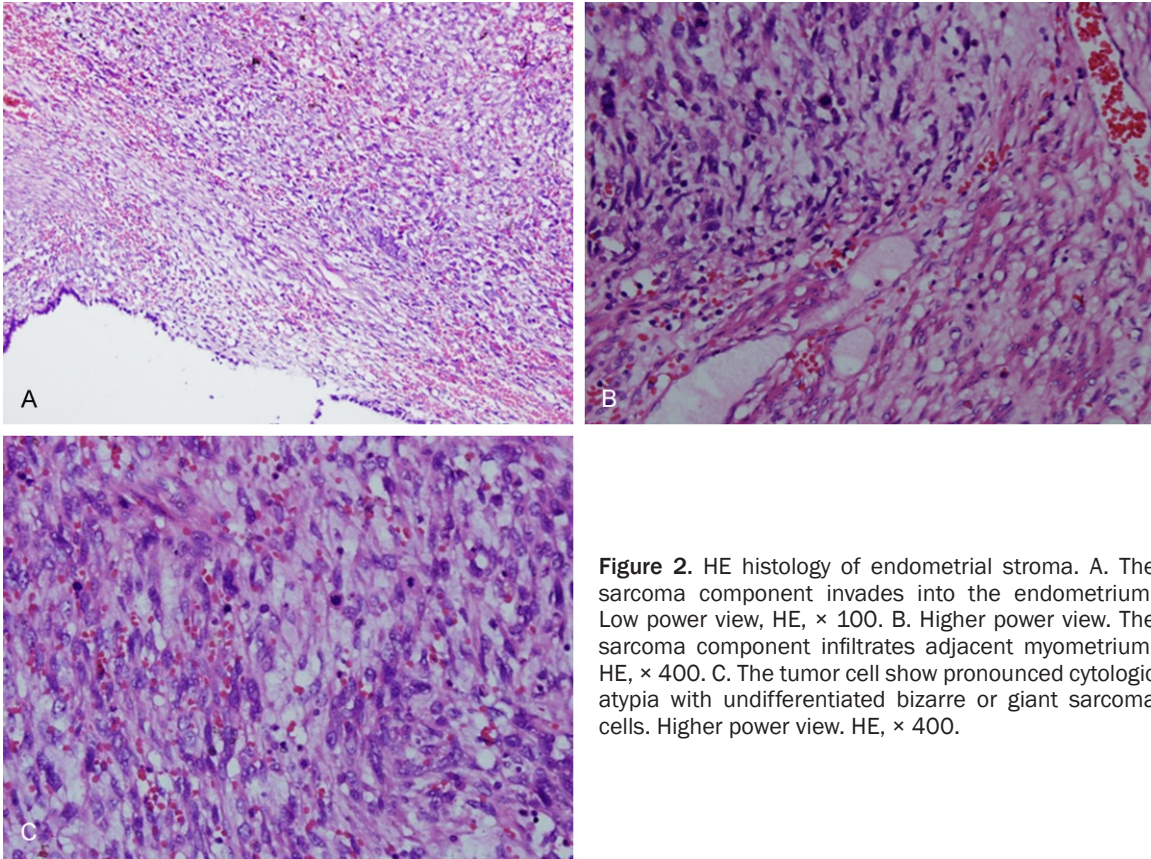 A
B
C
Figure 2. HE histology of endometrial stroma. A. The
sarcoma component invades into the endometrium
Low power view, HE, × 100. B. Higher power view. The
sarcoma component infiltrates adjacent myometrium
HE, × 400. C. The tumor cell show pronounced cytologic
atypia with undifferentiated bizarre or giant sarcoma
cells. Higher power view. HE, × 400.